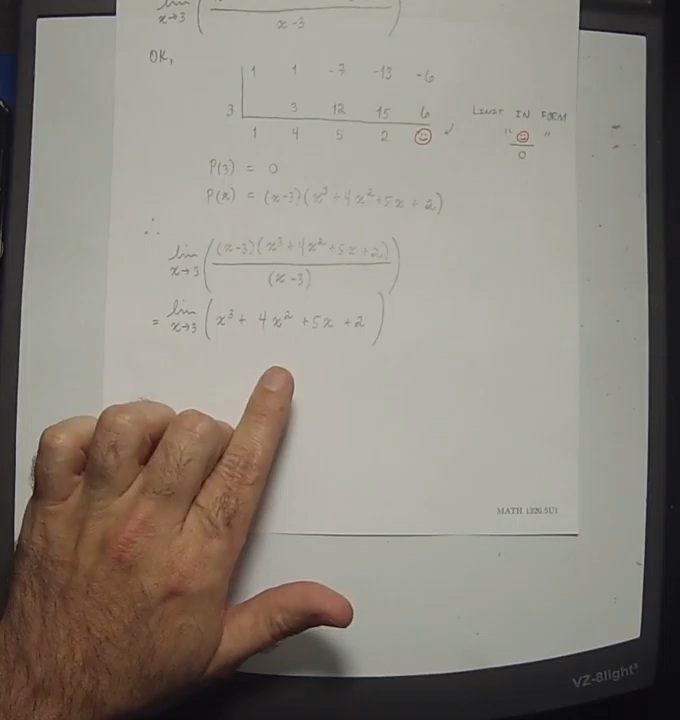 lim
x→3 ( / x-3 )
OK,
1 1 -7 -13 -6
3 | 3 12 15 6
1 4 5 2 ☺ ✓
LIMIT IN FORM
"☺/0"
P(3) = 0
P(x) = (x-3)(x³+4x²+5x+2)
∴
lim x→3 ( (x-3)(x³+4x²+5x+2) / (x-3) )
= lim x→3 ( x³ + 4x² + 5x + 2 )
MATH 1326.5U1
VZ-8light³